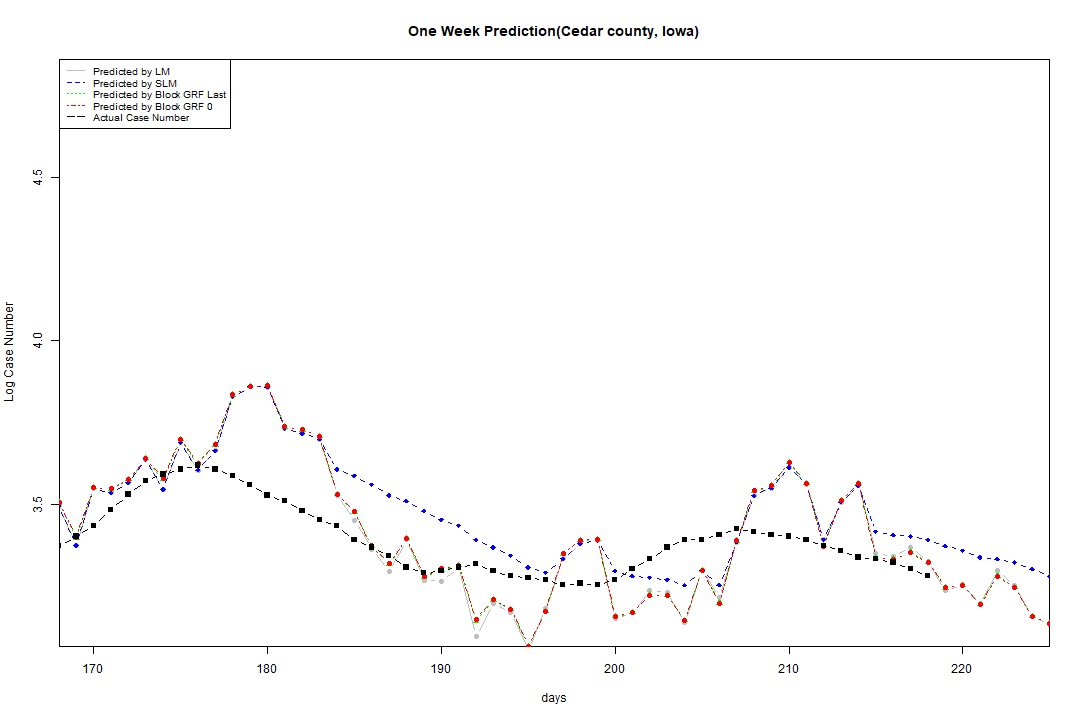 One Week Prediction(Cedar county, Iowa)
Predicted by LM
Predicted by SLM
Predicted by Block GRF Last
Predicted by Block GRF 0
Actual Case Number
4.5
4.0
3.5
Log Case Number
170 180 190 200 210 220
days